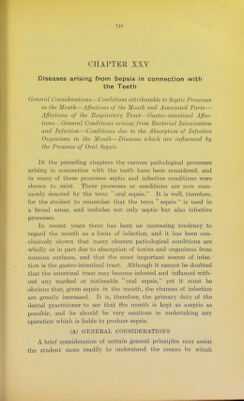 741
CHAPTER XXV
Diseases arising from Sepsis in connection with
the Teeth
General Considerations—Conditions attributable to Septic Processes
in the Mouth—Affections of the Mouth and Associated Parts—
Affections of the Respiratory Tract—Gastro-intestinal Affec-
tions—General Conditions arising from Bacterial Intoxication
and Infection—Conditions due to the Absorption of Infective
Organisms in the Mouth—Diseases which are influenced by
the Presence of Oral Sepsis
IN the preceding chapters the various pathological processes
arising in connection with the teeth have been considered, and
in many of these processes septic and infective conditions were
shown to exist. These processes or conditions are now com-
monly denoted by the term "oral sepsis." It is well, therefore,
for the student to remember that the term "sepsis" is used in
a broad sense, and includes not only septic but also infective
processes.
In recent years there has been an increasing tendency to
regard the mouth as a focus of infection, and it has been con-
clusively shown that many obscure pathological conditions are
wholly or in part due to absorption of toxins and organisms from
mucous surfaces, and that the most important source of infec-
tion is the gastro-intestinal tract. Although it cannot be doubted
that the intestinal tract may become infected and inflamed with-
out any marked or noticeable "oral sepsis," yet it must be
obvious that, given sepsis in the mouth, the chances of infection
are greatly increased. It is, therefore, the primary duty of the
dental practitioner to see that the mouth is kept as aseptic as
possible, and he should be very cautious in undertaking any
operation which is liable to produce sepsis.
(A) GENERAL CONSIDERATIONS
A brief consideration of certain general principles may assist
the student more readily to understand the means by which